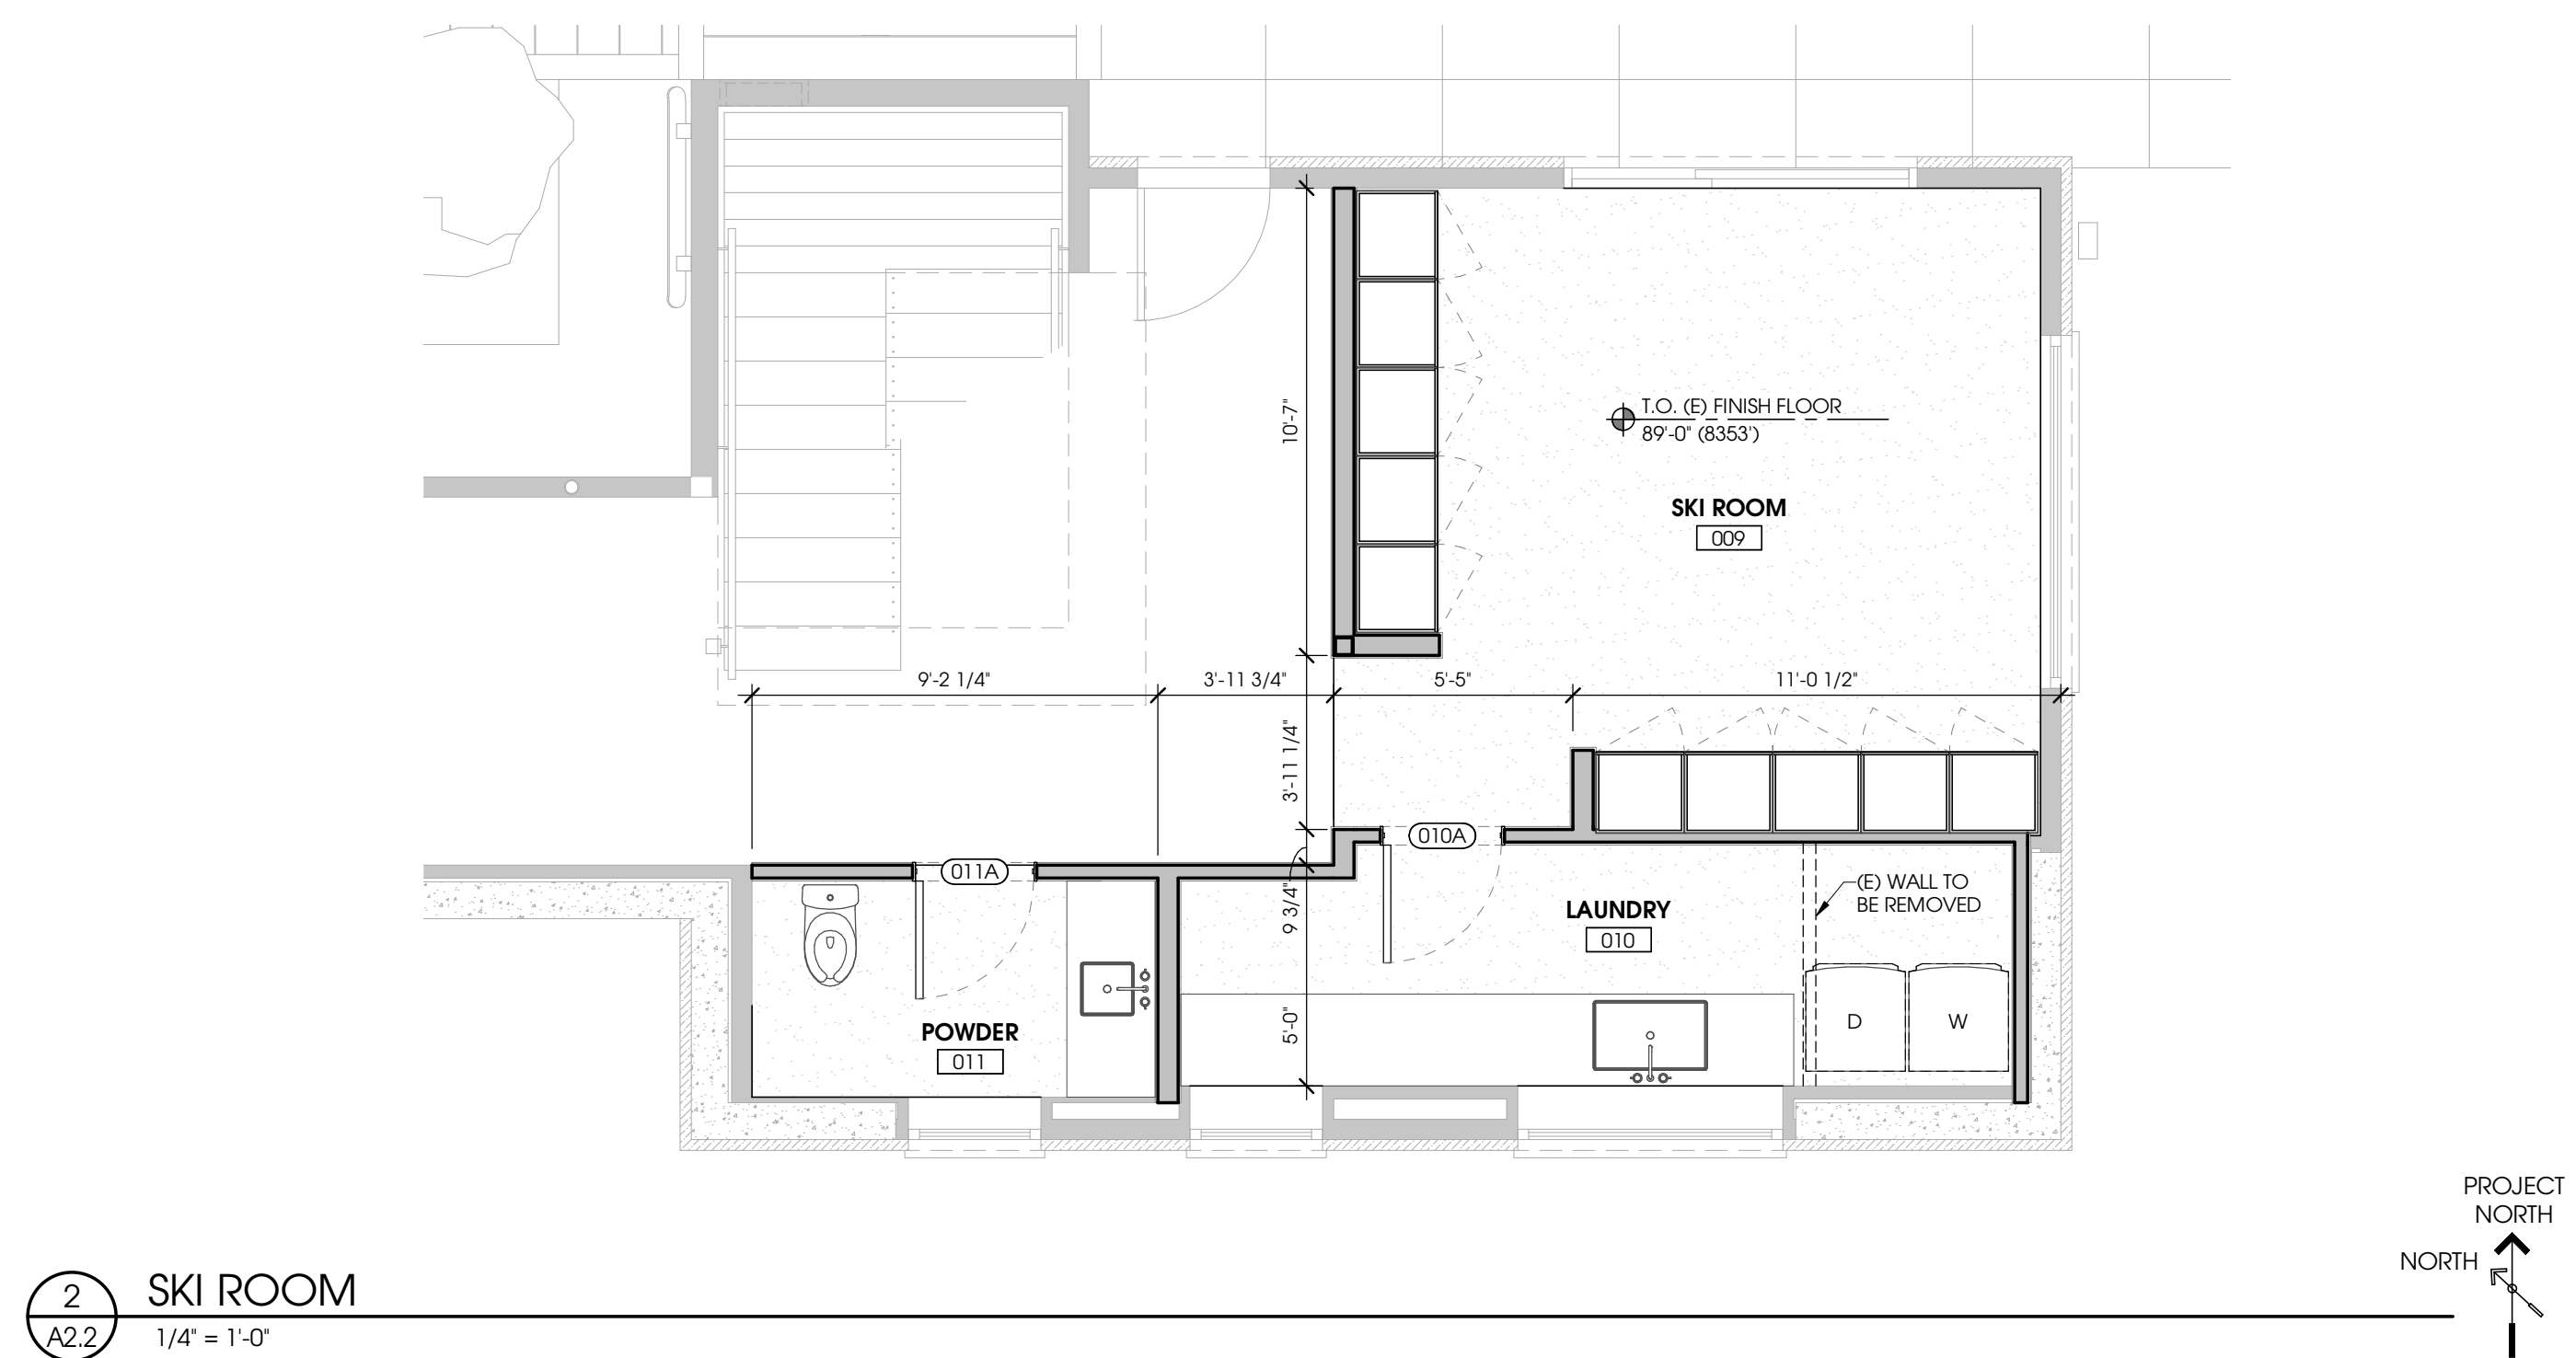 10'-7"
T.O. (E) FINISH FLOOR
89'-0" (8353')
SKI ROOM
009
9'-2 1/4"
3'-11 3/4"
5'-5"
11'-0 1/2"
3'-11 1/4"
010A
011A
9 3/4"
(E) WALL TO
BE REMOVED
LAUNDRY
010
5'-0"
D
W
POWDER
011
PROJECT
NORTH
NORTH
2
SKI ROOM
A2.2
1/4" = 1'-0"